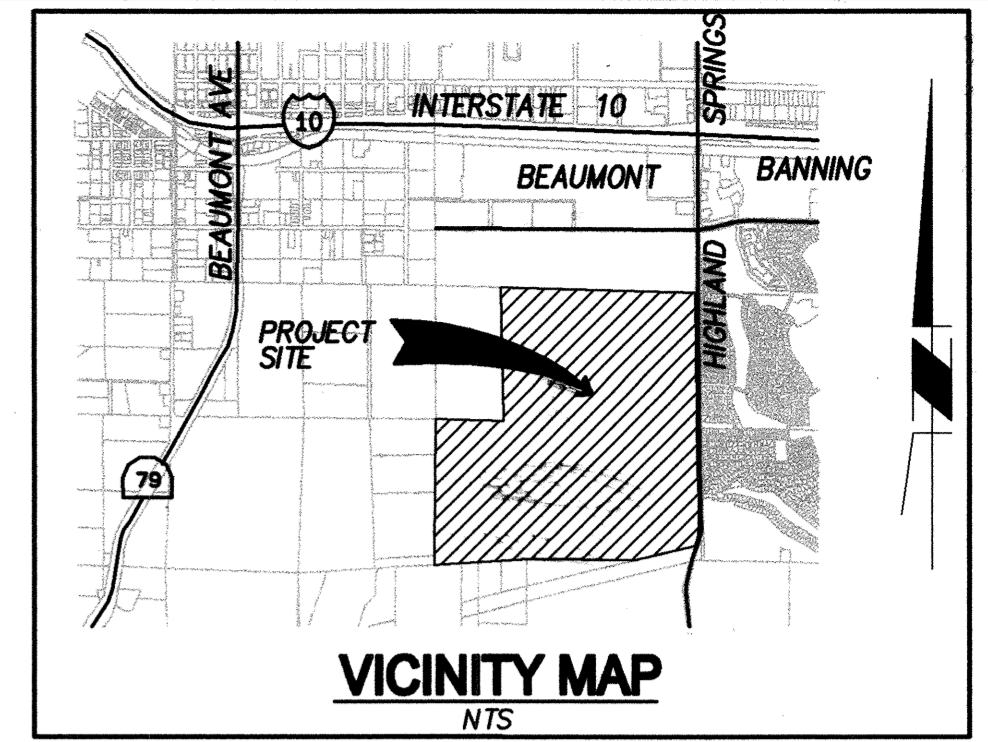 SPRINGS
BEAUMONT AVE
INTERSTATE 10
10
BEAUMONT
BANNING
HIGHLAND
PROJECT
SITE
79
N
VICINITY MAP
NTS